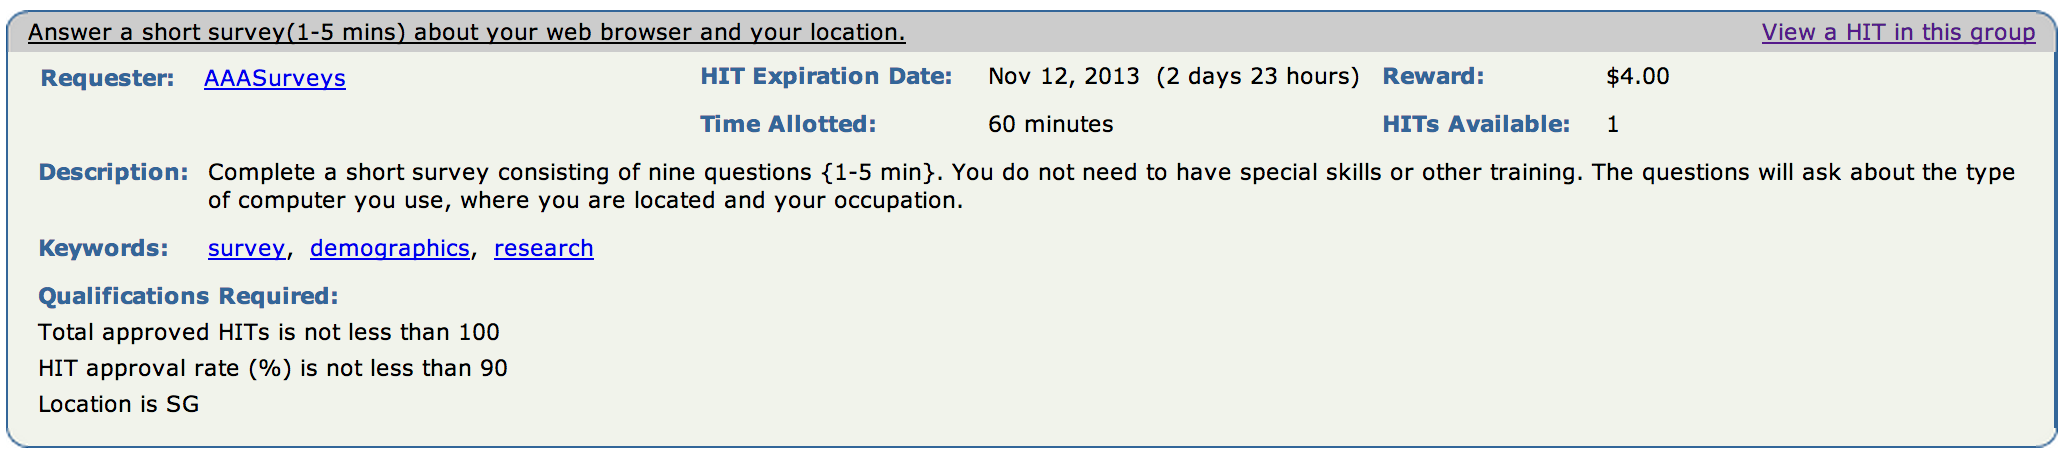 Answer a short survey(1-5 mins) about your web browser and your location. View a HIT in this group
Requester: AAASurveys HIT Expiration Date: Nov 12, 2013 (2 days 23 hours) Reward: $4.00
Time Allotted: 60 minutes HITs Available: 1
Description: Complete a short survey consisting of nine questions {1-5 min}. You do not need to have special skills or other training. The questions will ask about the type
of computer you use, where you are located and your occupation.
Keywords: survey, demographics, research
Qualifications Required:
Total approved HITs is not less than 100
HIT approval rate (%) is not less than 90
Location is SG